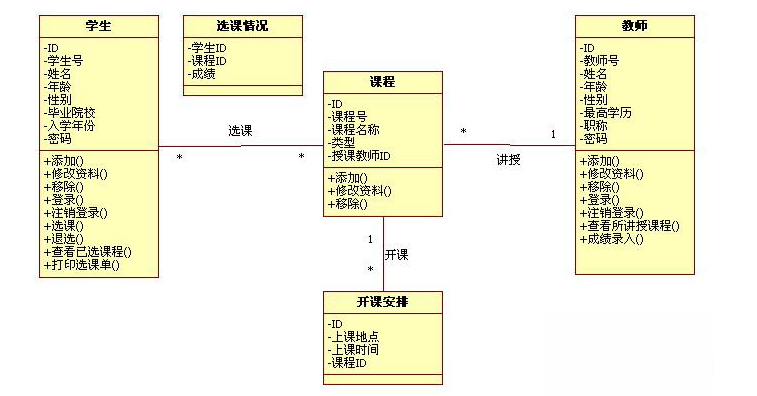 学生
-ID
-学生号
-姓名
-年龄
-性别
-毕业院校
-入学年份
-密码
+添加()
+修改资料()
+移除()
+登录()
+注销登录()
+选课()
+退选()
+查看已选课程()
+打印选课单()
选课情况
-学生ID
-课程ID
-成绩
选课
*
*
课程
-ID
-课程号
-课程名称
-类型
-授课教师ID
+添加()
+修改资料()
+移除()
*
1
讲授
教师
-ID
-教师号
-姓名
-年龄
-性别
-最高学历
-职称
-密码
+添加()
+修改资料()
+移除()
+登录()
+注销登录()
+查看所讲授课程()
+成绩录入()
1
开课
*
开课安排
-ID
-上课地点
-上课时间
-课程ID